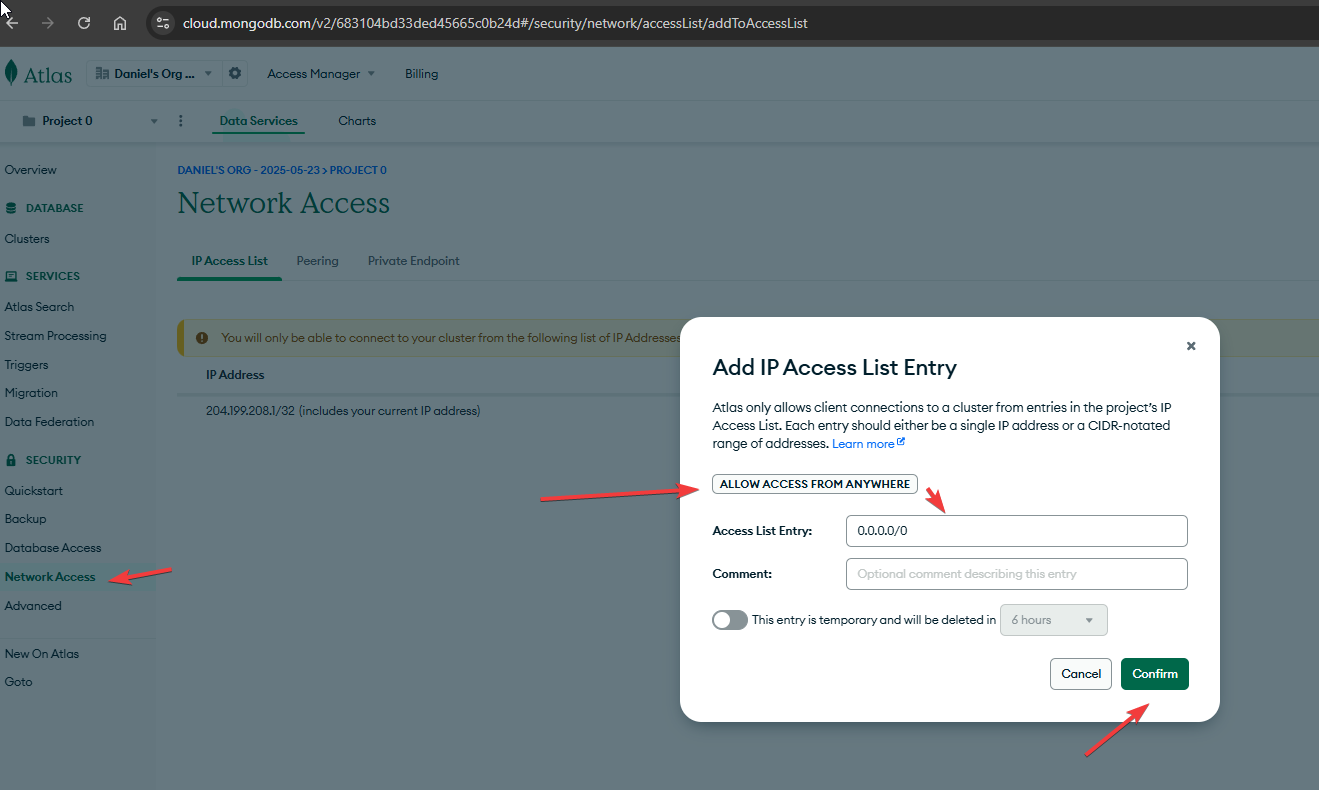 cloud.mongodb.com/v2/683104bd33ded45665c0b24d#/security/network/accessList/addToAccessList
Atlas
Daniel's Org ...
Access Manager
Billing
Project 0
Data Services
Charts
Overview
DATABASE
Clusters
SERVICES
Atlas Search
Stream Processing
Triggers
Migration
Data Federation
SECURITY
Quickstart
Backup
Database Access
Network Access
Advanced
New On Atlas
Goto
DANIEL'S ORG - 2025-05-23 > PROJECT 0
Network Access
IP Access List
Peering
Private Endpoint
You will only be able to connect to your cluster from the following list of IP Addresses
IP Address
204.199.208.1/32 (includes your current IP address)
Add IP Access List Entry
Atlas only allows client connections to a cluster from entries in the project's IP
Access List. Each entry should either be a single IP address or a CIDR-notated
range of addresses. Learn more
ALLOW ACCESS FROM ANYWHERE
Access List Entry:
0.0.0.0/0
Comment:
Optional comment describing this entry
This entry is temporary and will be deleted in
6 hours
Cancel
Confirm